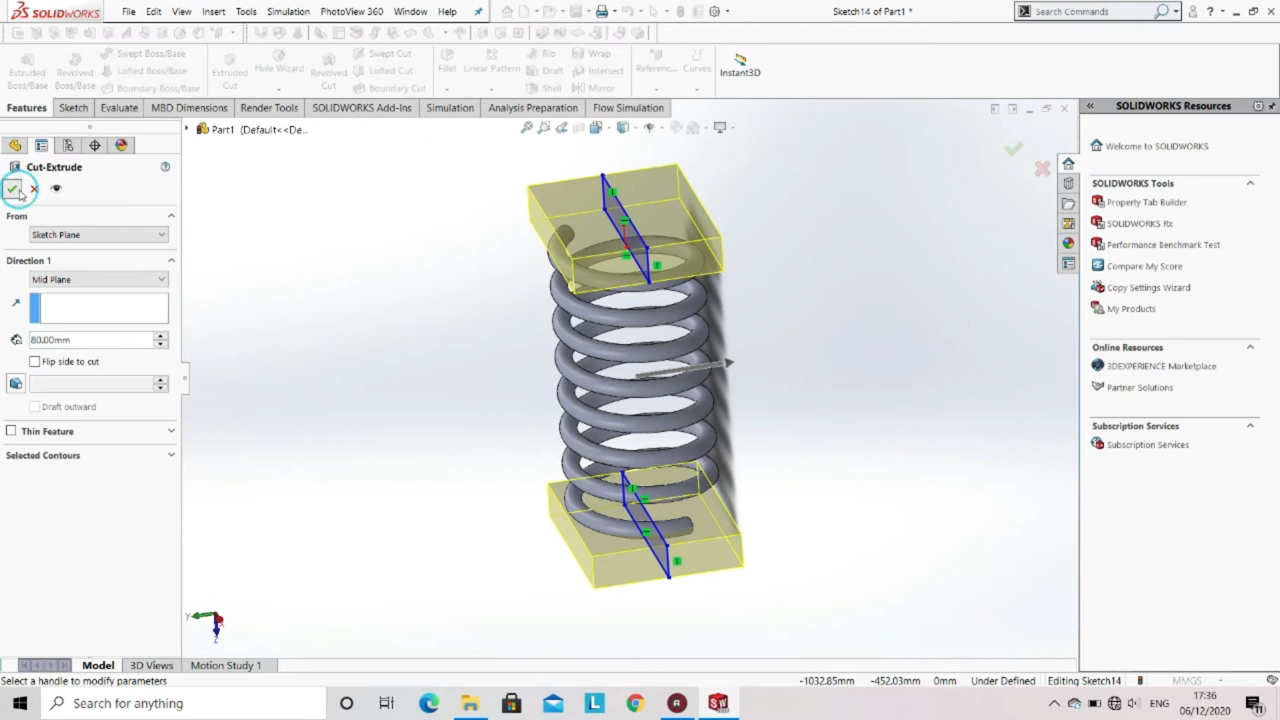 SOLIDWORKS
File Edit View Insert Tools Simulation PhotoView 360 Window Help
Sketch14 of Part1 *
Search Commands
Extruded Boss/Base
Revolved Boss/Base
Swept Boss/Base
Lofted Boss/Base
Boundary Boss/Base
Extruded Cut
Hole Wizard
Revolved Cut
Swept Cut
Lofted Cut
Boundary Cut
Fillet
Linear Pattern
Rib
Draft
Shell
Wrap
Intersect
Mirror
Referenc...
Curves
Instant3D
Features Sketch Evaluate MBD Dimensions Render Tools SOLIDWORKS Add-Ins Simulation Analysis Preparation Flow Simulation
Part1 (Default<<De...
Cut-Extrude
From
Sketch Plane
Direction 1
Mid Plane
80.00mm
Flip side to cut
Draft outward
Thin Feature
Selected Contours
Y
Z
SOLIDWORKS Resources
Welcome to SOLIDWORKS
SOLIDWORKS Tools
Property Tab Builder
SOLIDWORKS Rx
Performance Benchmark Test
Compare My Score
Copy Settings Wizard
My Products
Online Resources
3DEXPERIENCE Marketplace
Partner Solutions
Subscription Services
Subscription Services
Model 3D Views Motion Study 1
Select a handle to modify parameters
-1032.85mm -452.03mm 0mm Under Defined Editing Sketch14 MMGS
Search for anything
17:36
06/12/2020